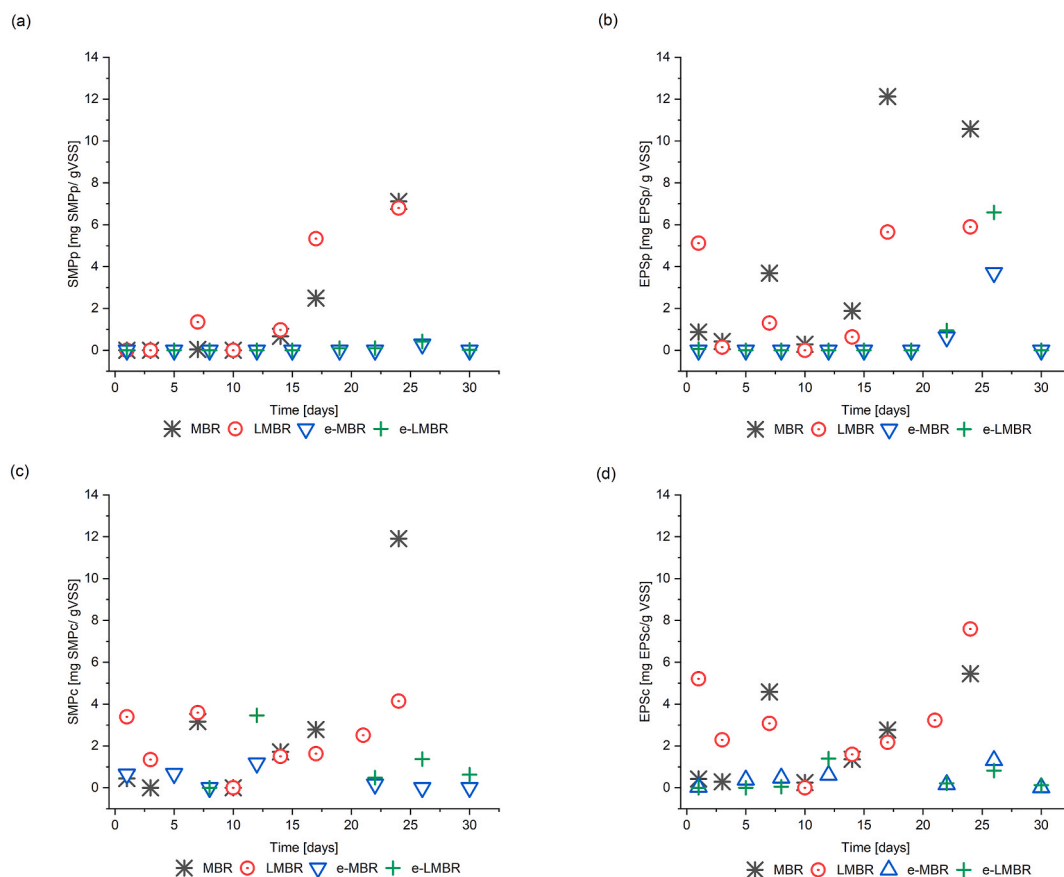 (a)
14
12
10
8
6
4
2
0
SMPp [mg SMPp/ gVSS]
0 5 10 15 20 25 30
Time [days]
MBR LMBR e-MBR e-LMBR
(b)
14
12
10
8
6
4
2
0
EPSp [mg EPSp/ g VSS]
0 5 10 15 20 25 30
Time [days]
MBR LMBR e-MBR e-LMBR
(c)
14
12
10
8
6
4
2
0
SMPc [mg SMPc/ gVSS]
0 5 10 15 20 25 30
Time [days]
MBR LMBR e-MBR e-LMBR
(d)
14
12
10
8
6
4
2
0
EPSc [mg EPSc/g VSS]
0 5 10 15 20 25 30
Time [days]
MBR LMBR e-MBR e-LMBR